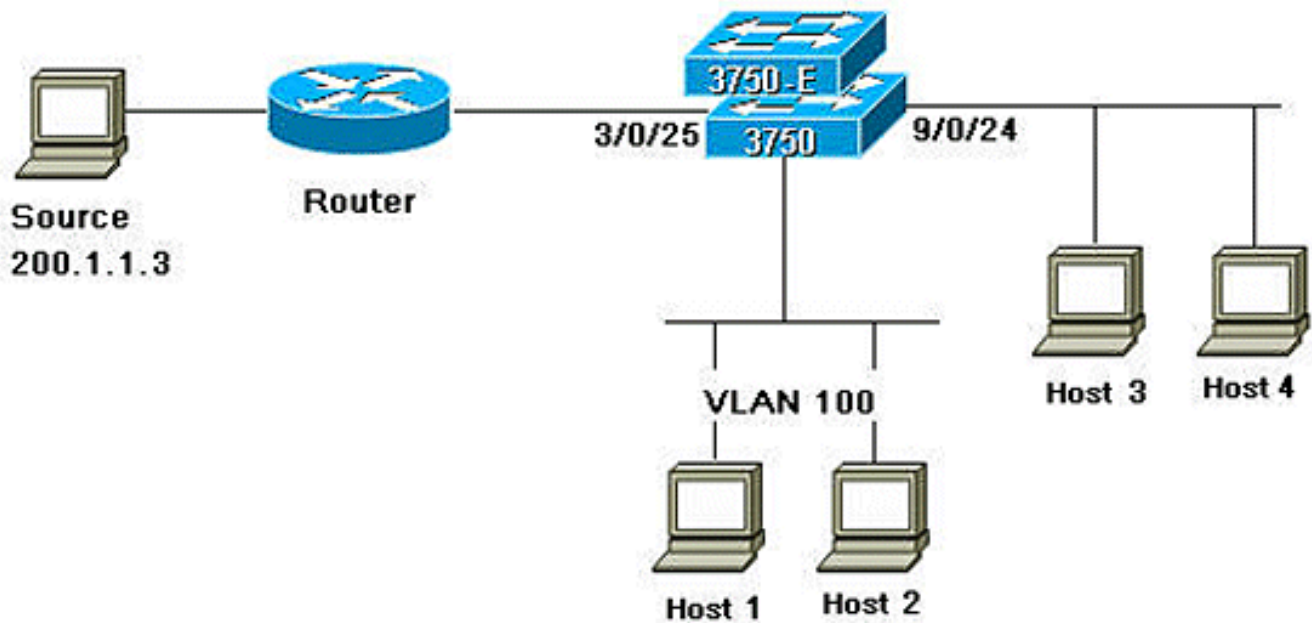 3750-E
3/0/25
3750
9/0/24
Source
200.1.1.3
Router
VLAN 100
Host 3
Host 4
Host 1
Host 2